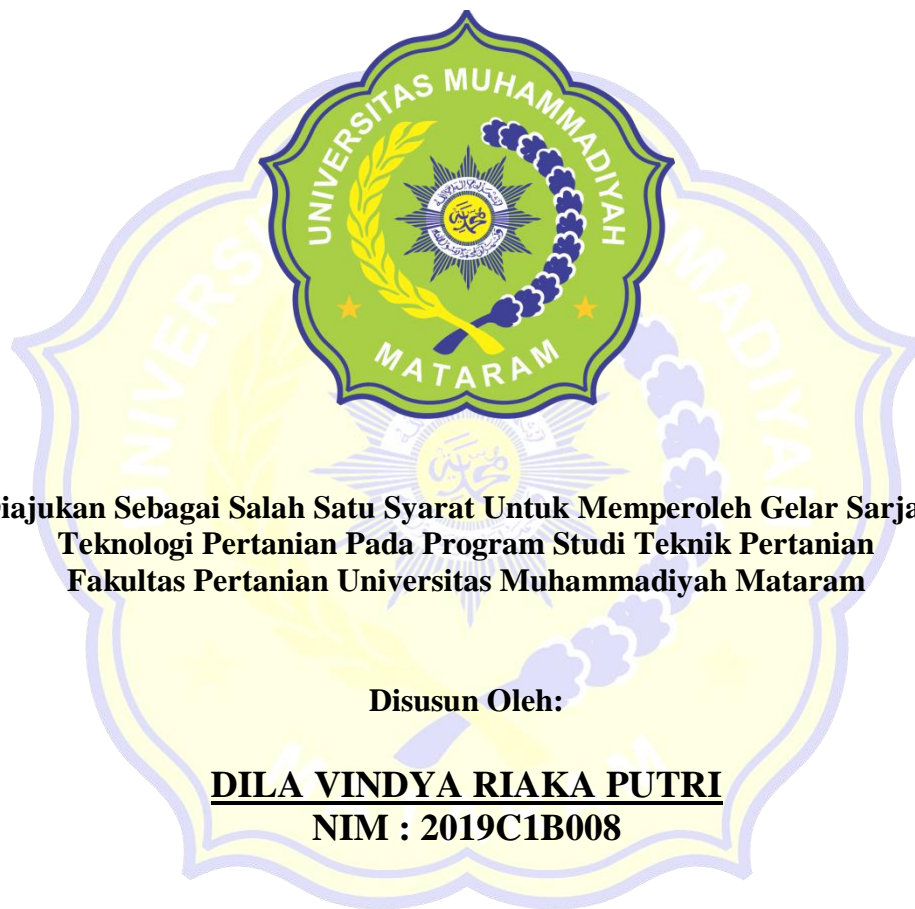 UNIVERSITAS MUHAMMADIYAH
MATARAM
iajukan Sebagai Salah Satu Syarat Untuk Memperoleh Gelar Sarja
Teknologi Pertanian Pada Program Studi Teknik Pertanian
Fakultas Pertanian Universitas Muhammadiyah Mataram
Disusun Oleh:
DILA VINDYA RIAKA PUTRI
NIM : 2019C1B008